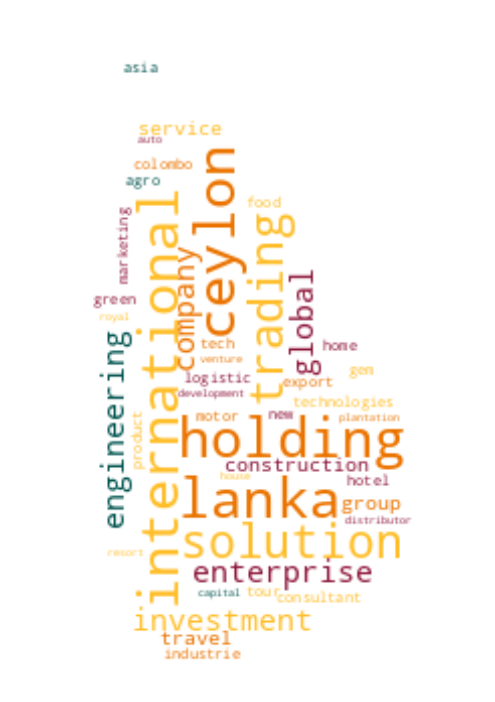 asia
service
auto
colombo
agro
ceylon
international
food
marketing
trading
company
global
green
royal
engineering
tech
home
venture
logistic
gem
export
development
technologies
product
motor
new
plantation
holding
construction
house
hotel
lanka
group
distributor
solution
resort
enterprise
capital
tour
consultant
investment
travel
industrie